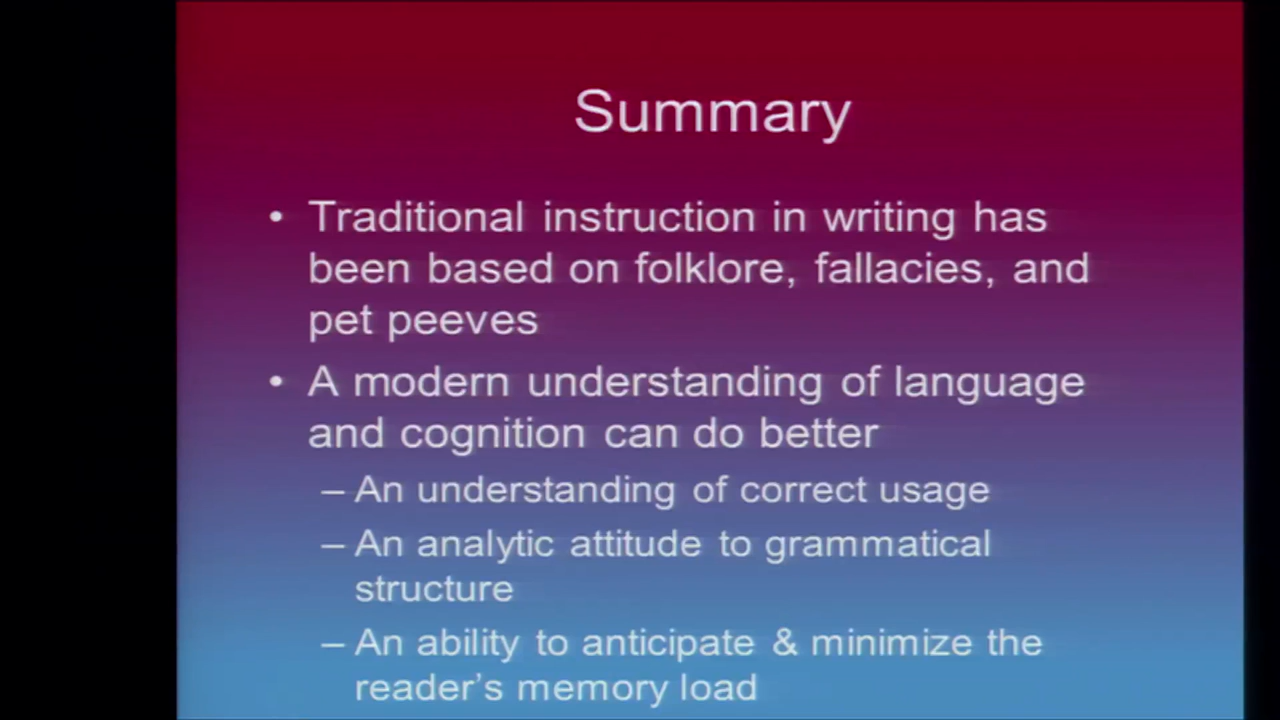 Summary
• Traditional instruction in writing has
been based on folklore, fallacies, and
pet peeves
• A modern understanding of language
and cognition can do better
– An understanding of correct usage
– An analytic attitude to grammatical
structure
– An ability to anticipate & minimize the
reader’s memory load